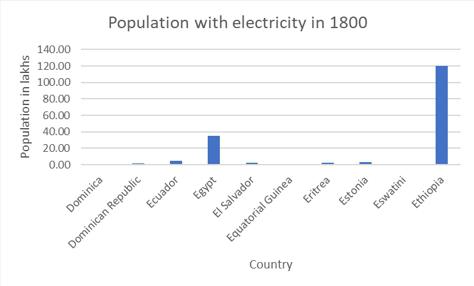 Population with electricity in 1800
140.00
120.00
100.00
80.00
60.00
40.00
20.00
0.00
Population in lakhs
Dominica
Dominican Republic
Ecuador
Egypt
El Salvador
Equatorial Guinea
Eritrea
Estonia
Eswatini
Ethiopia
Country